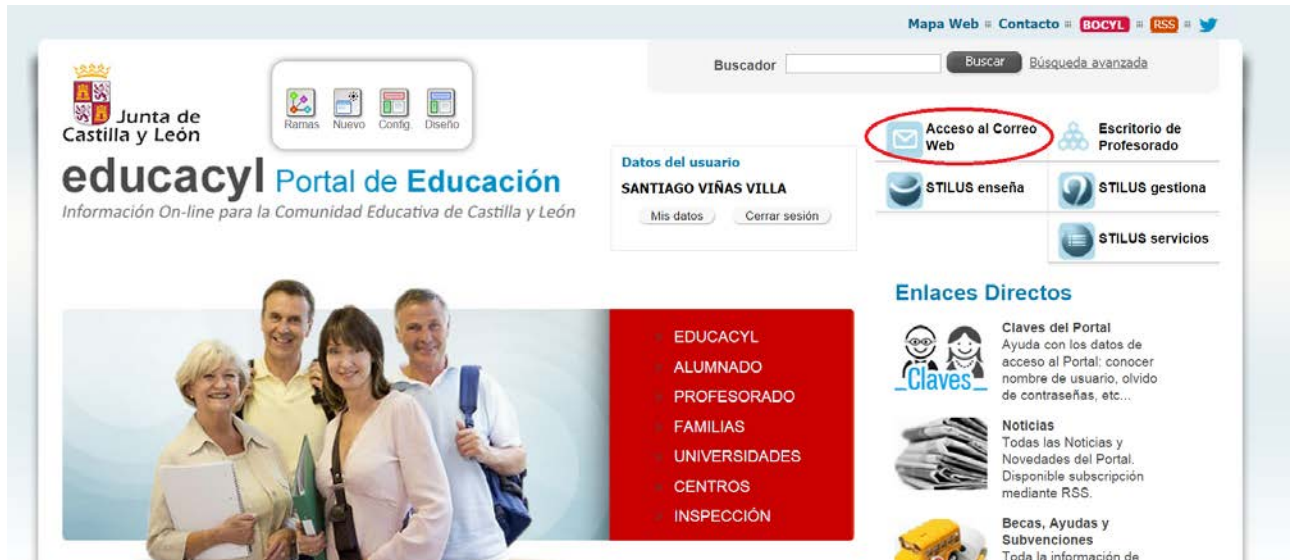 Mapa Web Contacto BOCYL RSS
Buscador Buscar Búsqueda avanzada
Junta de
Castilla y León
Ramas Nuevo Config. Diseño
educacyl Portal de Educación
Información On-line para la Comunidad Educativa de Castilla y León
Datos del usuario
SANTIAGO VIÑAS VILLA
Mis datos Cerrar sesión
Acceso al Correo
Web
Escritorio de
Profesorado
STILUS enseña
STILUS gestiona
STILUS servicios
EDUCACYL
ALUMNADO
PROFESORADO
FAMILIAS
UNIVERSIDADES
CENTROS
INSPECCIÓN
Enlaces Directos
_Claves_
Claves del Portal
Ayuda con los datos de
acceso al Portal: conocer
nombre de usuario, olvido
de contraseñas, etc...
Noticias
Todas las Noticias y
Novedades del Portal.
Disponible subscripción
mediante RSS.
Becas, Ayudas y
Subvenciones
Toda la información de